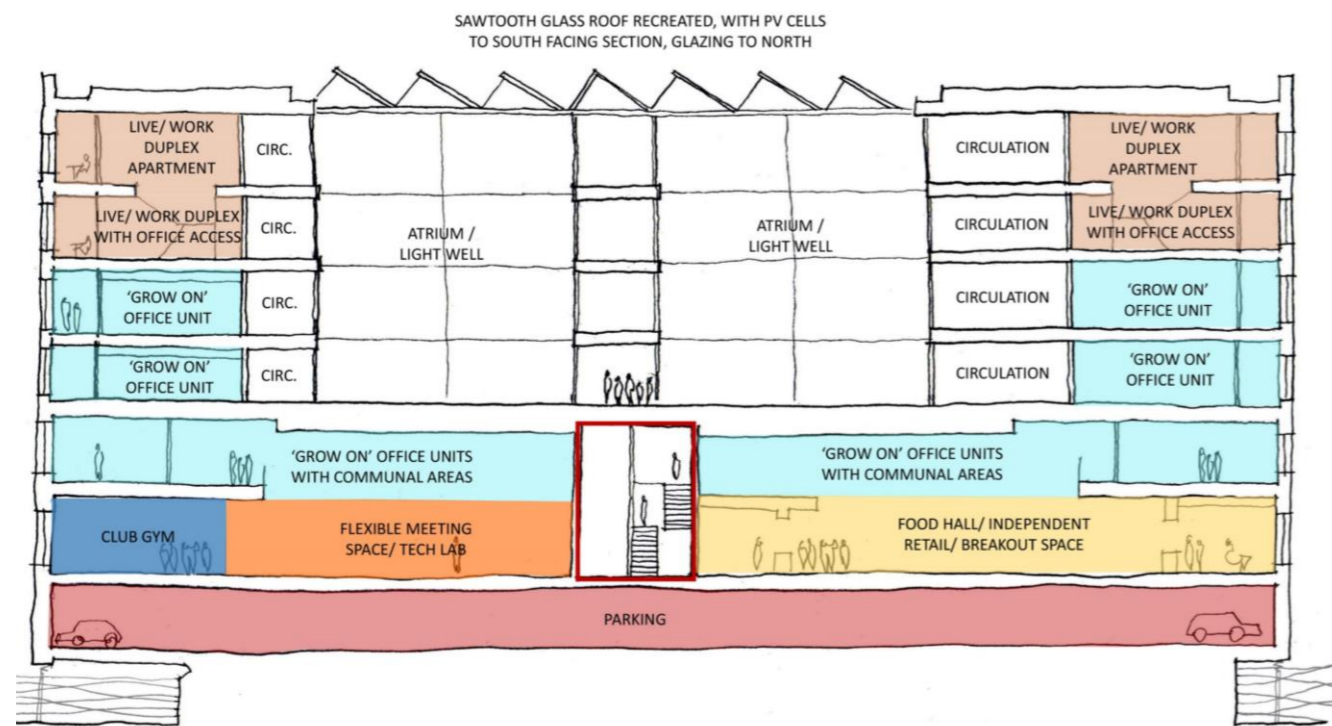 SAWTOOTH GLASS ROOF RECREATED, WITH PV CELLS
TO SOUTH FACING SECTION, GLAZING TO NORTH
LIVE/ WORK
DUPLEX
APARTMENT
CIRC.
CIRCULATION
LIVE/ WORK
DUPLEX
APARTMENT
LIVE/ WORK DUPLEX
WITH OFFICE ACCESS
CIRC.
ATRIUM /
LIGHT WELL
ATRIUM /
LIGHT WELL
CIRCULATION
LIVE/ WORK DUPLEX
WITH OFFICE ACCESS
‘GROW ON’
OFFICE UNIT
CIRC.
CIRCULATION
‘GROW ON’
OFFICE UNIT
‘GROW ON’
OFFICE UNIT
CIRC.
CIRCULATION
‘GROW ON’
OFFICE UNIT
‘GROW ON’ OFFICE UNITS
WITH COMMUNAL AREAS
‘GROW ON’ OFFICE UNITS
WITH COMMUNAL AREAS
CLUB GYM
FLEXIBLE MEETING
SPACE/ TECH LAB
FOOD HALL/ INDEPENDENT
RETAIL/ BREAKOUT SPACE
PARKING